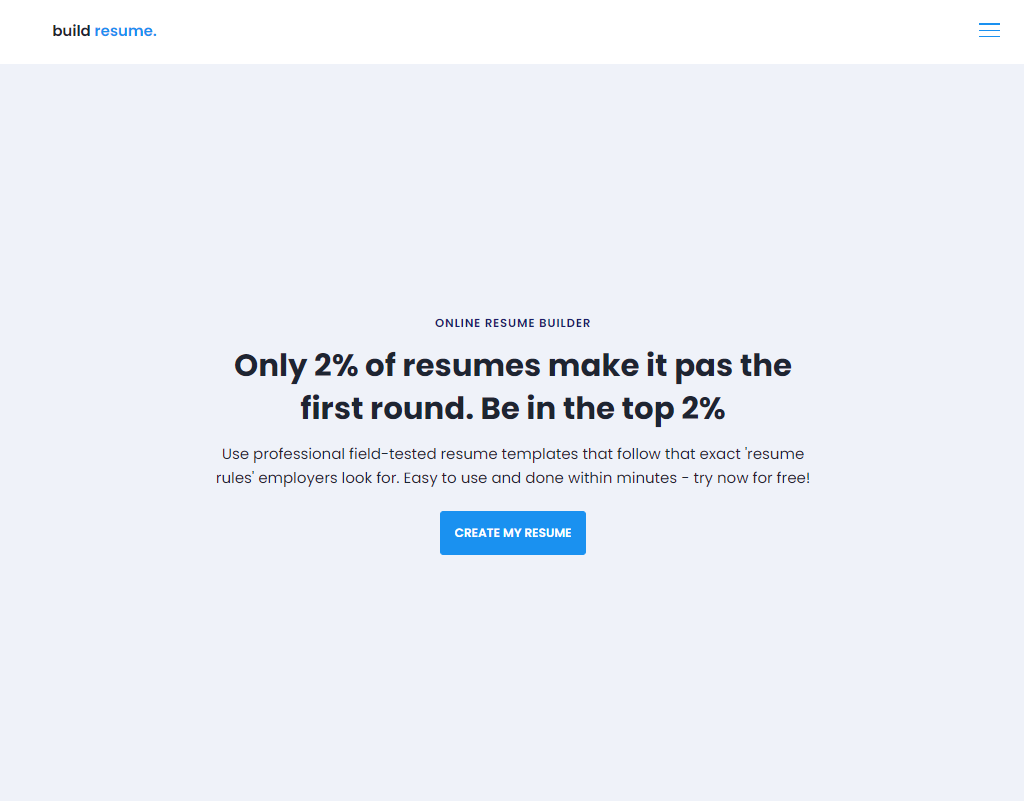 build resume.
ONLINE RESUME BUILDER
Only 2% of resumes make it pas the
first round. Be in the top 2%
Use professional field-tested resume templates that follow that exact 'resume
rules' employers look for. Easy to use and done within minutes - try now for free!
CREATE MY RESUME